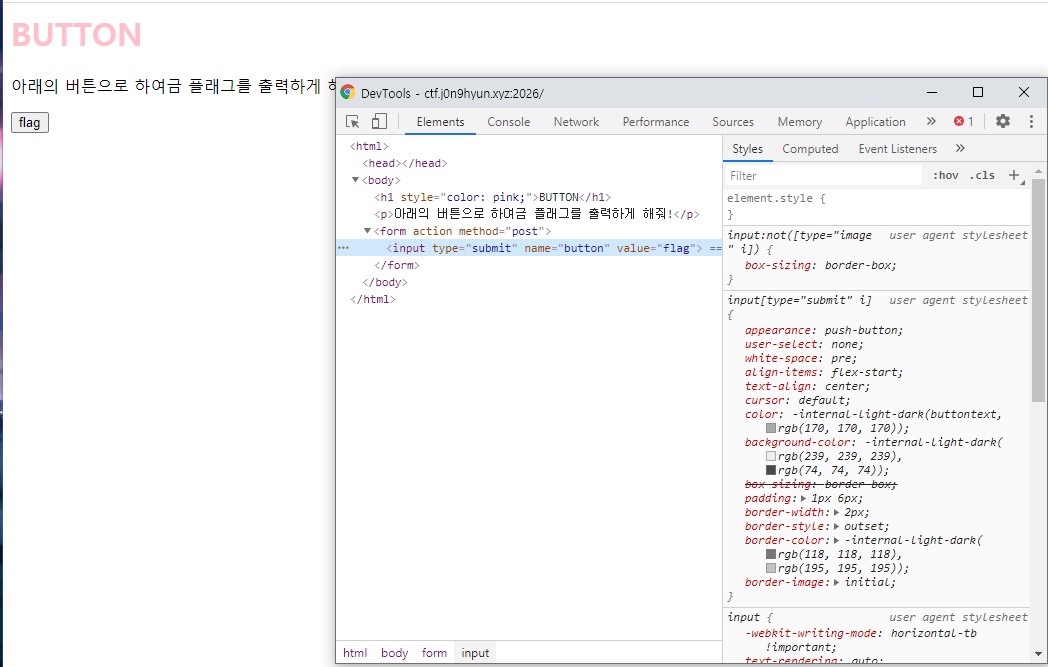 BUTTON
아래의 버튼으로 하여금 플래그를 출력하게
flag
DevTools - ctf.j0n9hyun.xyz:2026/
Elements Console Network Performance Sources Memory Application » 1
<html>
<head></head>
<body>
<h1 style="color: pink;">BUTTON</h1>
<p>아래의 버튼으로 하여금 플래그를 출력하게 해줘!</p>
<form action method="post">
<input type="submit" name="button" value="flag"> ==
</form>
</body>
</html>
html body form input
Styles Computed Event Listeners »
Filter :hov .cls +
element.style {
}
input:not([type="image user agent stylesheet
" i]) {
box-sizing: border-box;
}
input[type="submit" i] user agent stylesheet
{
appearance: push-button;
user-select: none;
white-space: pre;
align-items: flex-start;
text-align: center;
cursor: default;
color: -internal-light-dark(buttontext,
rgb(170, 170, 170));
background-color: -internal-light-dark(
rgb(239, 239, 239),
rgb(74, 74, 74));
box-sizing: border-box;
padding: 1px 6px;
border-width: 2px;
border-style: outset;
border-color: -internal-light-dark(
rgb(118, 118, 118),
rgb(195, 195, 195));
border-image: initial;
}
input { user agent stylesheet
-webkit-writing-mode: horizontal-tb
!important;
text-rendering: auto;